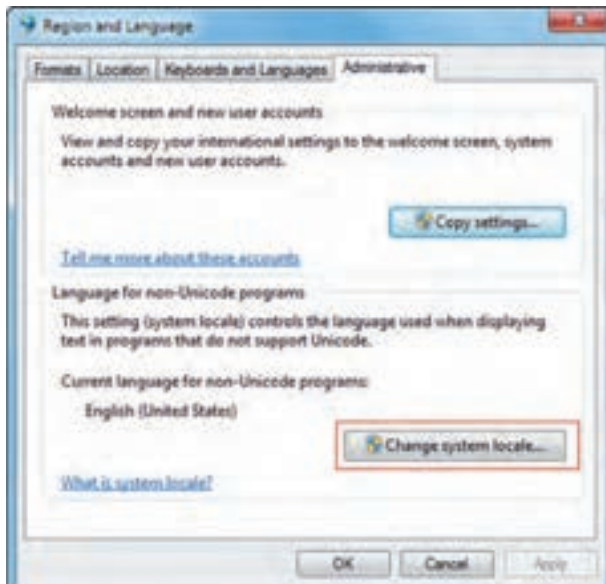 Region and Language
Formats Location Keyboards and Languages Administrative
Welcome screen and new user accounts
View and copy your international settings to the welcome screen, system
accounts and new user accounts.
Copy settings...
Tell me more about these accounts
Language for non-Unicode programs
This setting (system locale) controls the language used when displaying
text in programs that do not support Unicode.
Current language for non-Unicode programs:
English (United States)
Change system locale...
What is system locale?
OK Cancel Apply